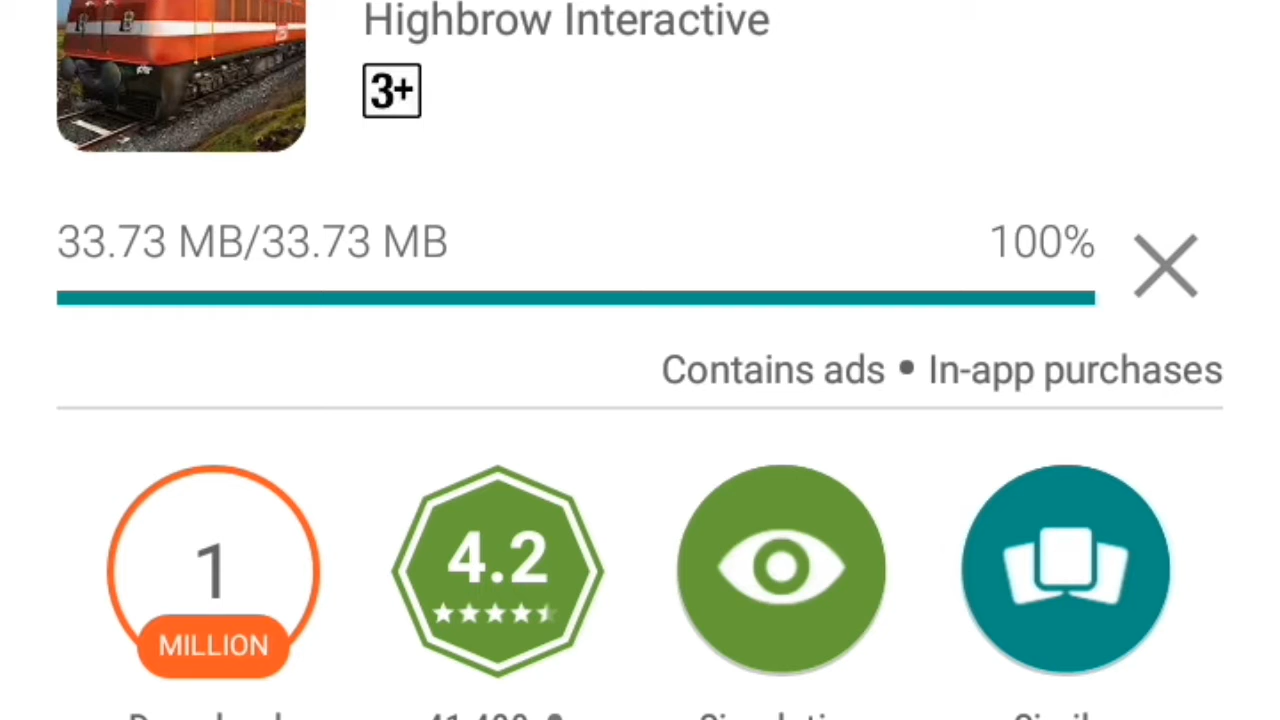 Highbrow Interactive
3+
33.73 MB/33.73 MB 100%
Contains ads • In-app purchases
1
MILLION
4.2